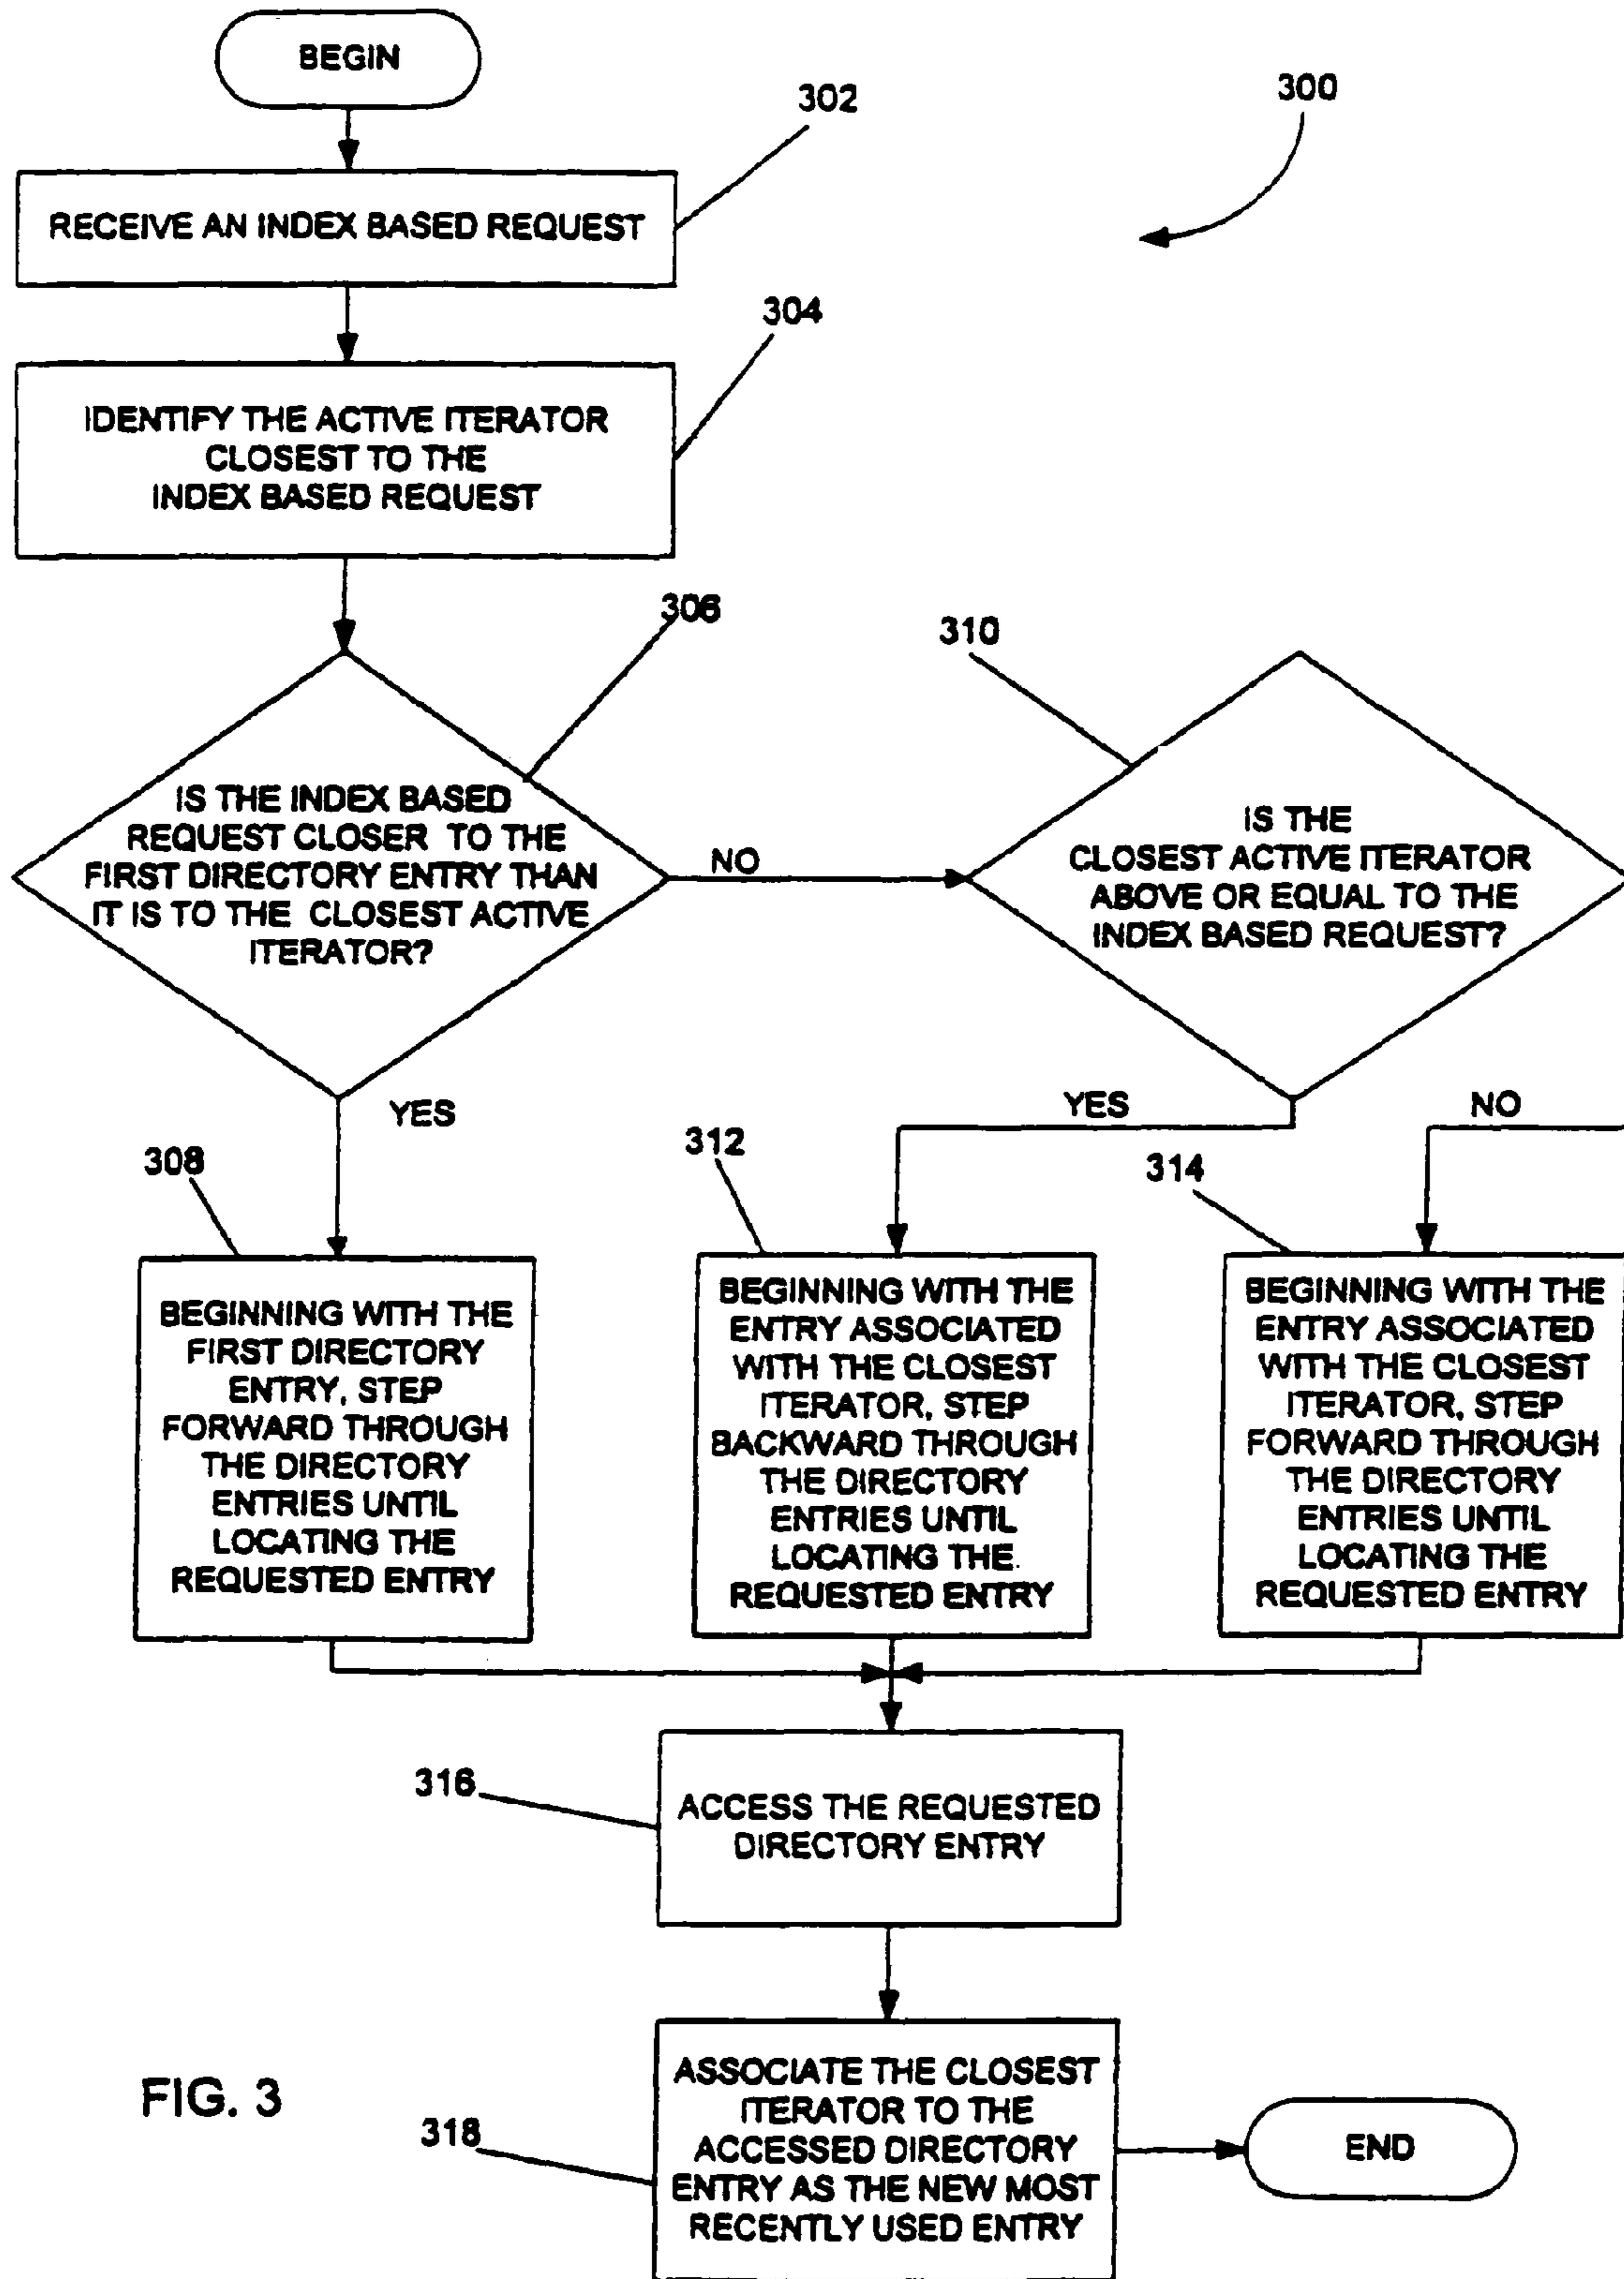 BEGIN
302
300
RECEIVE AN INDEX BASED REQUEST
304
IDENTIFY THE ACTIVE ITERATOR
CLOSEST TO THE
INDEX BASED REQUEST
306
310
IS THE INDEX BASED
REQUEST CLOSER TO THE
FIRST DIRECTORY ENTRY THAN
IT IS TO THE CLOSEST ACTIVE
ITERATOR?
NO
IS THE
CLOSEST ACTIVE ITERATOR
ABOVE OR EQUAL TO THE
INDEX BASED REQUEST?
YES
YES
NO
308
312
314
BEGINNING WITH THE
FIRST DIRECTORY
ENTRY, STEP
FORWARD THROUGH
THE DIRECTORY
ENTRIES UNTIL
LOCATING THE
REQUESTED ENTRY
BEGINNING WITH THE
ENTRY ASSOCIATED
WITH THE CLOSEST
ITERATOR, STEP
BACKWARD THROUGH
THE DIRECTORY
ENTRIES UNTIL
LOCATING THE
REQUESTED ENTRY
BEGINNING WITH THE
ENTRY ASSOCIATED
WITH THE CLOSEST
ITERATOR, STEP
FORWARD THROUGH
THE DIRECTORY
ENTRIES UNTIL
LOCATING THE
REQUESTED ENTRY
316
ACCESS THE REQUESTED
DIRECTORY ENTRY
FIG. 3
318
ASSOCIATE THE CLOSEST
ITERATOR TO THE
ACCESSED DIRECTORY
ENTRY AS THE NEW MOST
RECENTLY USED ENTRY
END